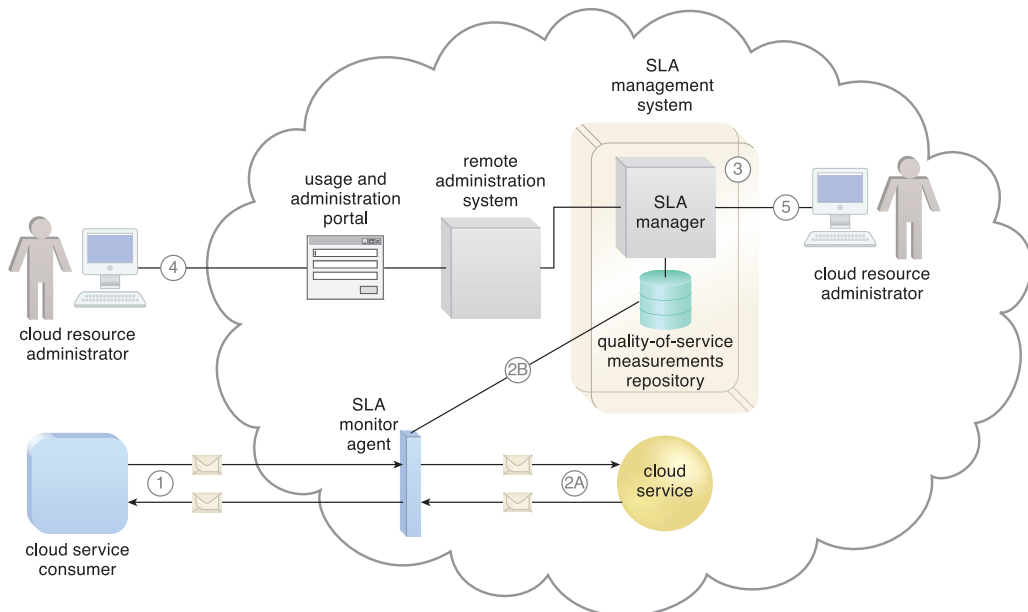 SLA
management
system
remote
administration
system
usage and
administration
portal
3
SLA
manager
5
4
cloud resource
administrator
cloud resource
administrator
quality-of-service
measurements
repository
2B
SLA
monitor
agent
1
2A
cloud
service
cloud service
consumer